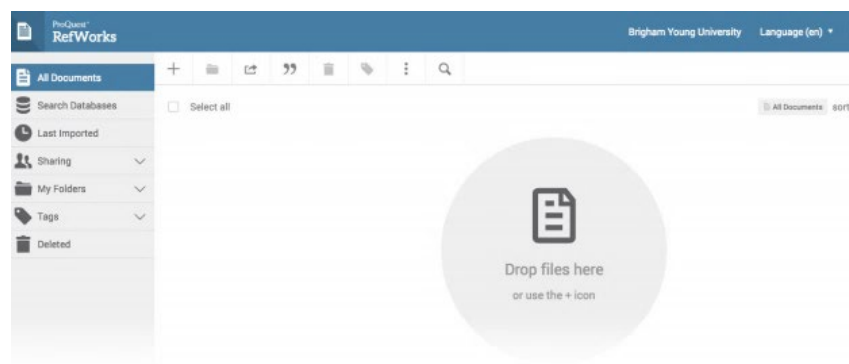 ProQuest®
RefWorks
Brigham Young University Language (en)
All Documents
Search Databases
Last Imported
Sharing
My Folders
Tags
Deleted
Select all
All Documents sort
Drop files here
or use the + icon